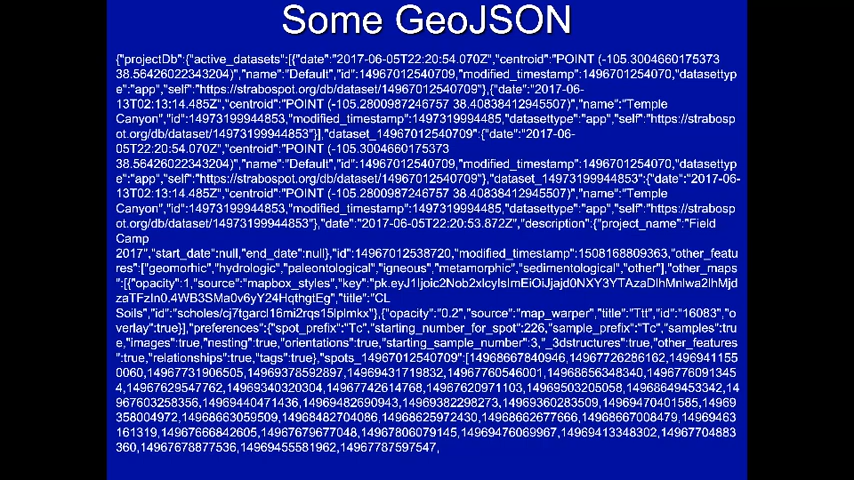 Some GeoJSON
{"projectDb":{"active_datasets":[{"date":"2017-06-05T22:20:54.070Z","centroid":"POINT (-105.3004660175373
38.56426022343204)","name":"Default","id":14967012540709,"modified_timestamp":1496701254070,"datasettyp
e":"app","self":"https://strabospot.org/db/dataset/14967012540709"},{"date":"2017-06-
13T02:13:14.485Z","centroid":"POINT (-105.2800987246757 38.40838412945507)","name":"Temple
Canyon","id":14973199944853,"modified_timestamp":1497319994485,"datasettype":"app","self":"https://strabosp
ot.org/db/dataset/14973199944853"}],"dataset_14967012540709":{"date":"2017-06-
05T22:20:54.070Z","centroid":"POINT (-105.3004660175373
38.56426022343204)","name":"Default","id":14967012540709,"modified_timestamp":1496701254070,"datasettyp
e":"app","self":"https://strabospot.org/db/dataset/14967012540709"},"dataset_14973199944853":{"date":"2017-06-
13T02:13:14.485Z","centroid":"POINT (-105.2800987246757 38.40838412945507)","name":"Temple
Canyon","id":14973199944853,"modified_timestamp":1497319994485,"datasettype":"app","self":"https://strabosp
ot.org/db/dataset/14973199944853"},"date":"2017-06-05T22:20:53.872Z","description":{"project_name":"Field
Camp
2017","start_date":null,"end_date":null},"id":14967012538720,"modified_timestamp":1508168809363,"other_featu
res":["geomorhic","hydrologic","paleontological","igneous","metamorphic","sedimentological","other"],"other_maps
":[{"opacity":1,"source":"mapbox_styles","key":
Soils","id":"scholes/cj7tgarcl16mi2rqs15lplmkx"},{"opacity":"0.2","source":"map_warper","title":"Ttt","id":"16083","o
verlay":true}],"preferences":{"spot_prefix":"Tc","starting_number_for_spot":226,"sample_prefix":"Tc","samples":tru
e,"images":true,"nesting":true,"orientations":true,"starting_sample_number":3,"_3dstructures":true,"other_features
":true,"relationships":true,"tags":true},"spots_14967012540709":[14968667840946,14967726286162,1496941155
0060,14967731906505,14969378592897,14969431719832,14967760546001,14968656348340,1496776091345
4,14967629547762,14969340320304,14967742614768,14967620971103,14969503205058,14968649453342,14
967603258356,14969440471436,14969482690943,14969382298273,14969360283509,14969470401585,14969
358004972,14968663059509,14968482704086,14968625972430,14968662677666,14968667008479,14969463
161319,14967666842605,14967679677048,14967806079145,14969476069967,14969413348302,14967704883
360,14967678877536,14969455581962,14967787597547,